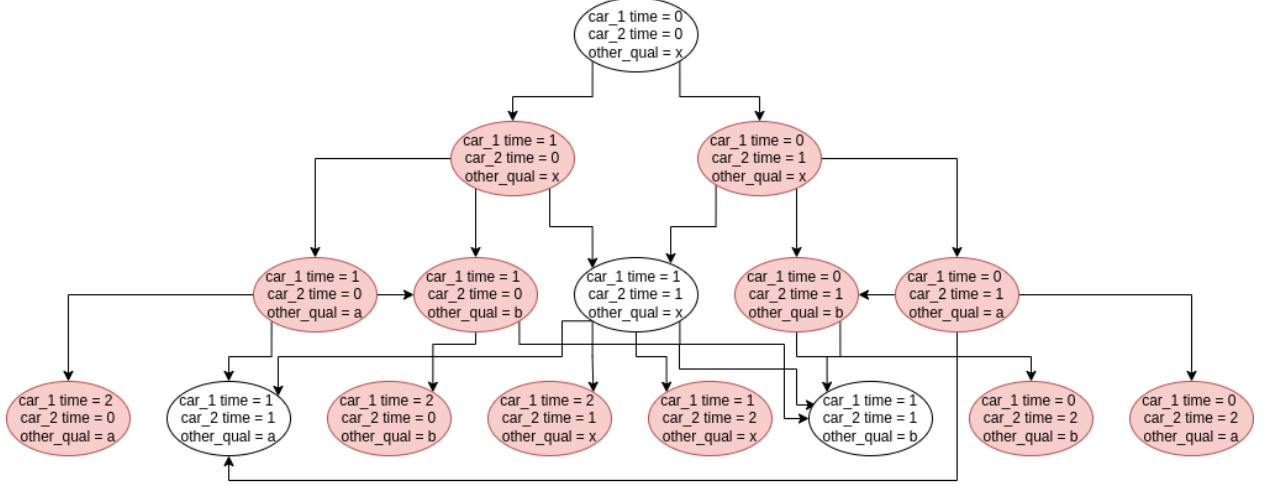 car_1 time = 0
car_2 time = 0
other_qual = x
car_1 time = 1
car_2 time = 0
other_qual = x
car_1 time = 0
car_2 time = 1
other_qual = x
car_1 time = 1
car_2 time = 0
other_qual = a
car_1 time = 1
car_2 time = 0
other_qual = b
car_1 time = 1
car_2 time = 1
other_qual = x
car_1 time = 0
car_2 time = 1
other_qual = b
car_1 time = 0
car_2 time = 1
other_qual = a
car_1 time = 2
car_2 time = 0
other_qual = a
car_1 time = 1
car_2 time = 1
other_qual = a
car_1 time = 2
car_2 time = 0
other_qual = b
car_1 time = 2
car_2 time = 1
other_qual = x
car_1 time = 1
car_2 time = 2
other_qual = x
car_1 time = 1
car_2 time = 1
other_qual = b
car_1 time = 0
car_2 time = 2
other_qual = b
car_1 time = 0
car_2 time = 2
other_qual = a